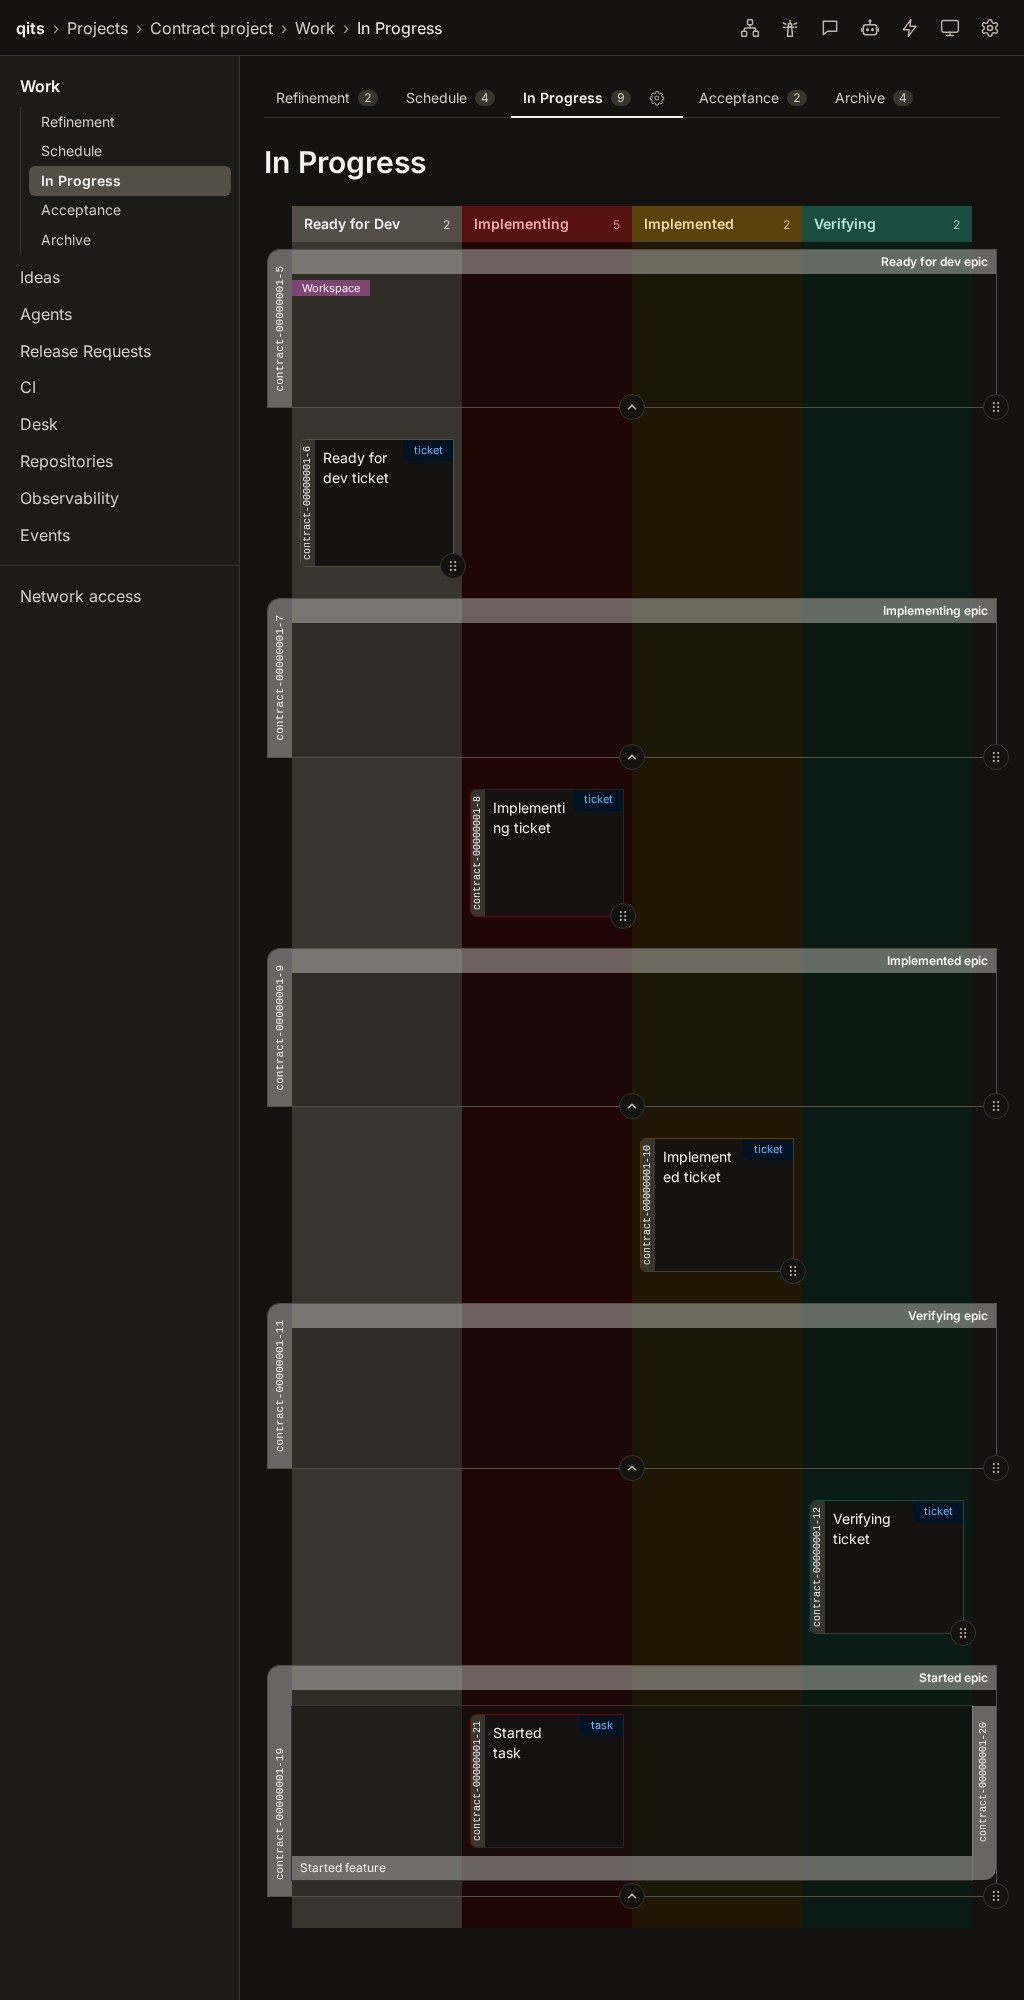 qits › Projects › Contract project › Work › In Progress
Work
Refinement
Schedule
In Progress
Acceptance
Archive
Ideas
Agents
Release Requests
CI
Desk
Repositories
Observability
Events
Network access
Refinement 2 Schedule 4 In Progress 9 Acceptance 2 Archive 4
In Progress
Ready for Dev 2 Implementing 5 Implemented 2 Verifying 2
contract-00000001-5
Ready for dev epic
Workspace
contract-00000001-6
Ready for
dev ticket
ticket
contract-00000001-7
Implementing epic
contract-00000001-8
Implementi
ng ticket
ticket
contract-00000001-9
Implemented epic
contract-00000001-10
Implement
ed ticket
ticket
contract-00000001-11
Verifying epic
contract-00000001-12
Verifying
ticket
ticket
contract-00000001-19
Started epic
contract-00000001-21
Started
task
task
contract-00000001-20
Started feature